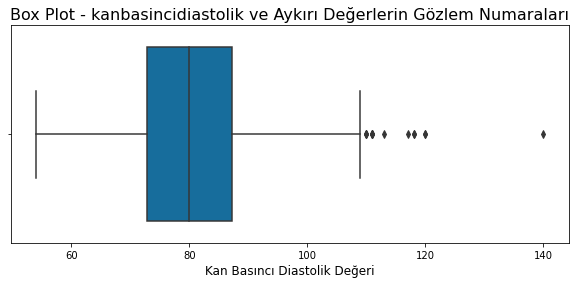 Box Plot - kanbasincidiastolik ve Aykırı Değerlerin Gözlem Numaraları
60 80 100 120 140
Kan Basıncı Diastolik Değeri